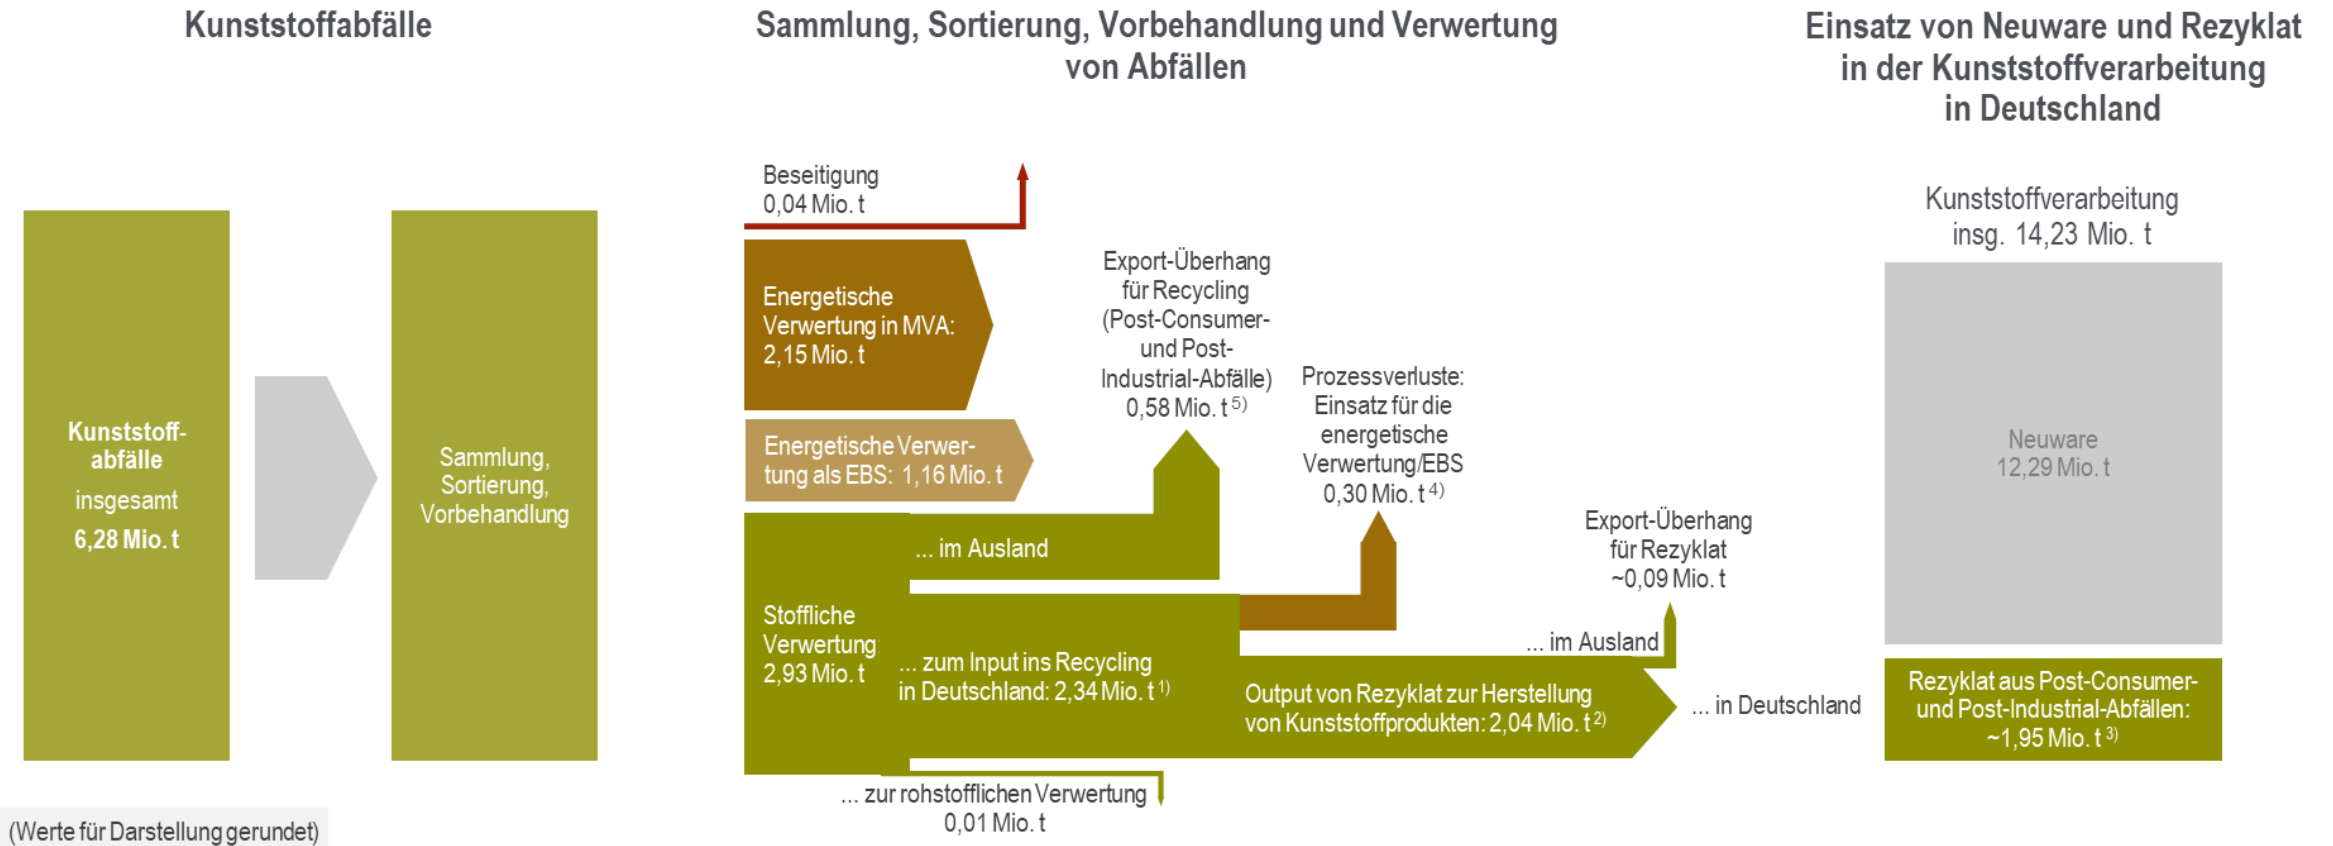 Kunststoffabfälle
Sammlung, Sortierung, Vorbehandlung und Verwertung
von Abfällen
Einsatz von Neuware und Rezyklat
in der Kunststoffverarbeitung
in Deutschland
Kunststoff-
abfälle
insgesamt
6,28 Mio. t
Sammlung,
Sortierung,
Vorbehandlung
Beseitigung
0,04 Mio. t
Energetische
Verwertung in MVA:
2,15 Mio. t
Energetische Verwer-
tung als EBS: 1,16 Mio. t
Stoffliche
Verwertung:
2,93 Mio. t
... im Ausland
Export-Überhang
für Recycling
(Post-Consumer-
und Post-
Industrial-Abfälle)
0,58 Mio. t 5)
... zum Input ins Recycling
in Deutschland: 2,34 Mio. t 1)
... zur rohstofflichen Verwertung
0,01 Mio. t
Prozessverluste:
Einsatz für die
energetische
Verwertung/EBS
0,30 Mio. t 4)
Output von Rezyklat zur Herstellung
von Kunststoffprodukten: 2,04 Mio. t 2)
Export-Überhang
für Rezyklat
~0,09 Mio. t
... im Ausland
... in Deutschland
Kunststoffverarbeitung
insg. 14,23 Mio. t
Neuware
12,29 Mio. t
Rezyklat aus Post-Consumer-
und Post-Industrial-Abfällen:
~1,95 Mio. t 3)
(Werte für Darstellung gerundet)